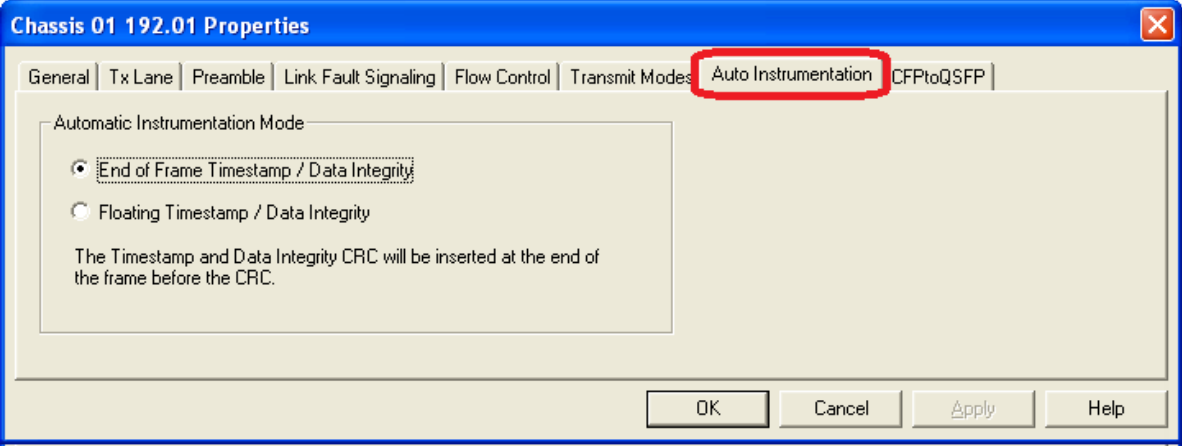 Chassis 01 192.01 Properties
General Tx Lane Preamble Link Fault Signaling Flow Control Transmit Modes Auto Instrumentation CFPtoQSFP
Automatic Instrumentation Mode
End of Frame Timestamp / Data Integrity
Floating Timestamp / Data Integrity
The Timestamp and Data Integrity CRC will be inserted at the end of
the frame before the CRC.
OK Cancel Apply Help